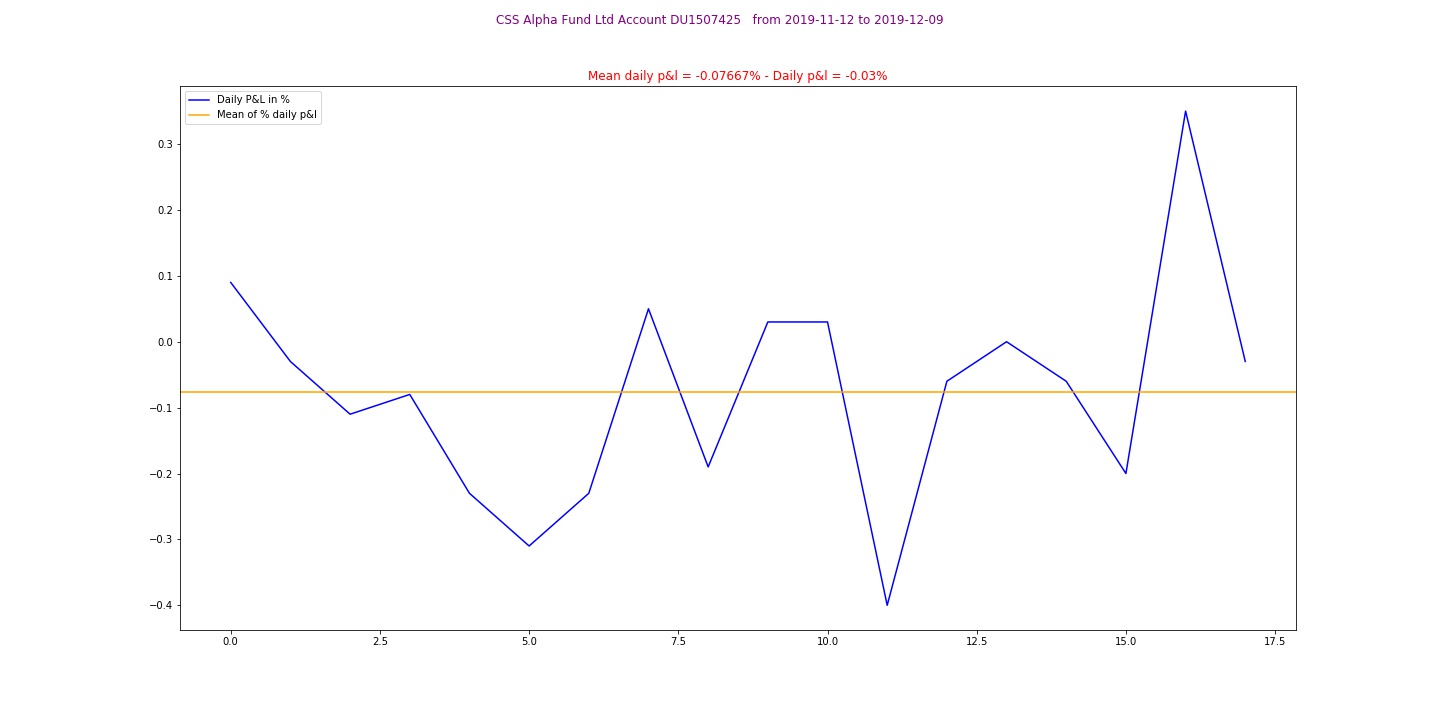 CSS Alpha Fund Ltd Account DU1507425   from 2019-11-12 to 2019-12-09
Mean daily p&l = -0.07667% - Daily p&l = -0.03%
Daily P&L in %
Mean of % daily p&l
0.3
0.2
0.1
0.0
−0.1
−0.2
−0.3
−0.4
0.0 2.5 5.0 7.5 10.0 12.5 15.0 17.5